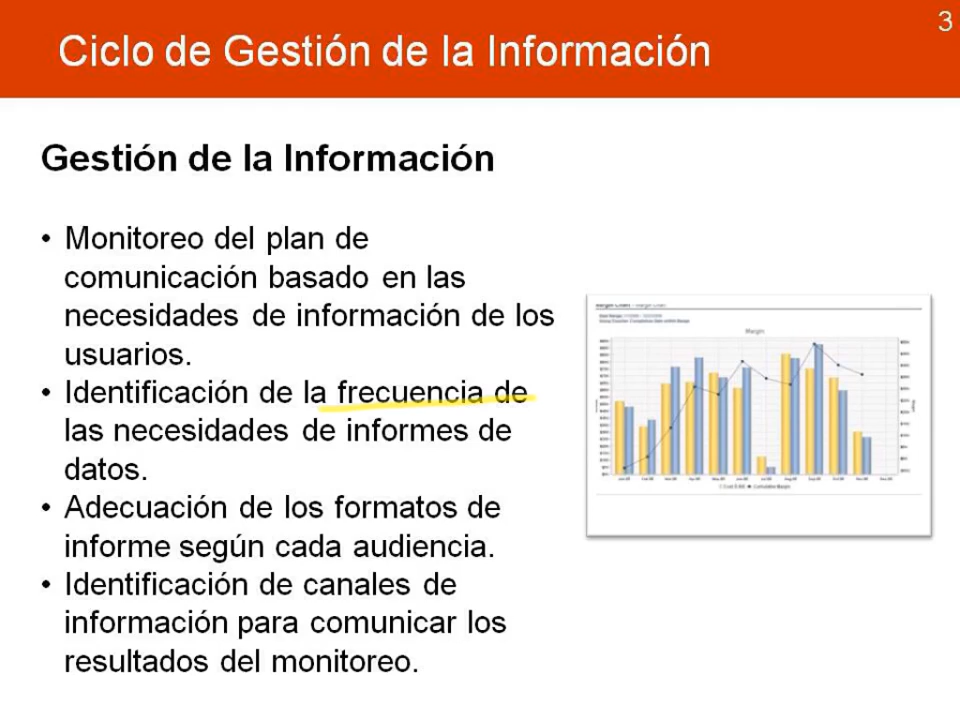 3
Ciclo de Gestión de la Información
Gestión de la Información
• Monitoreo del plan de
comunicación basado en las
necesidades de información de los
usuarios.
• Identificación de la frecuencia de
las necesidades de informes de
datos.
• Adecuación de los formatos de
informe según cada audiencia.
• Identificación de canales de
información para comunicar los
resultados del monitoreo.
Margin